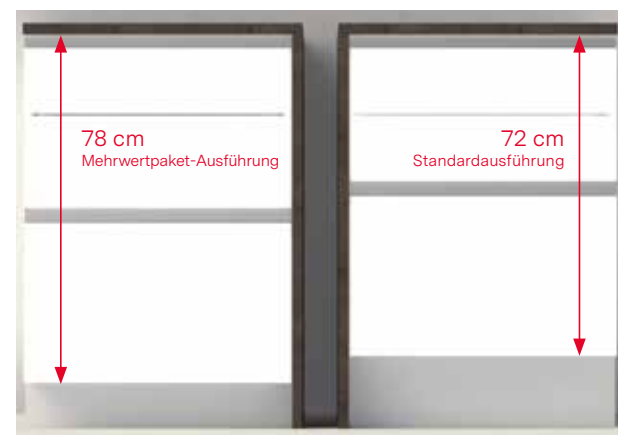 78 cm
Mehrwertpaket-Ausführung
72 cm
Standardausführung